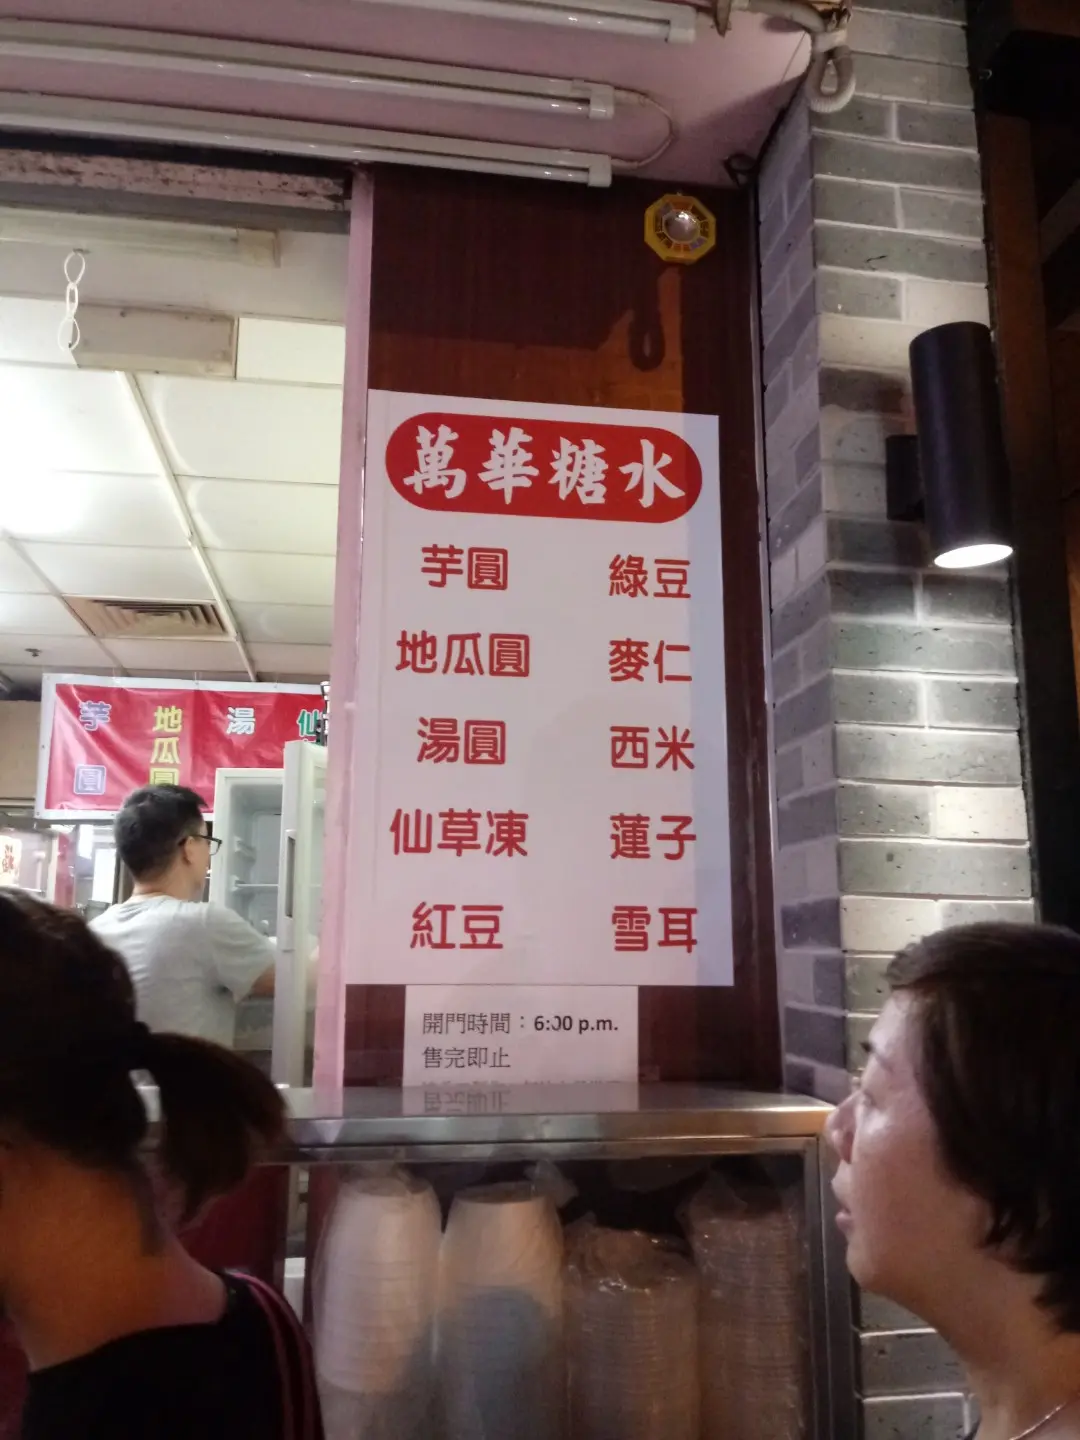 萬華糖水
芋圓 綠豆
地瓜圓 麥仁
湯圓 西米
仙草凍 蓮子
紅豆 雪耳
開門時間：6:00 p.m.
售完即止
芋圓
地瓜圓
湯
仙